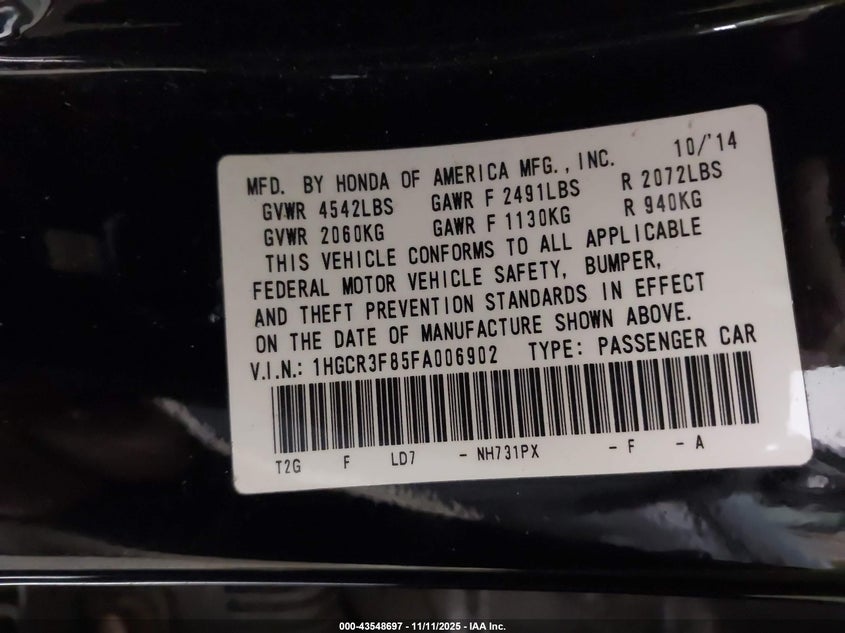 MFD. BY HONDA OF AMERICA MFG., INC. 10/'14
GVWR 4542LBS GAWR F 2491LBS R 2072LBS
GVWR 2060KG GAWR F 1130KG R 940KG
THIS VEHICLE CONFORMS TO ALL APPLICABLE
FEDERAL MOTOR VEHICLE SAFETY, BUMPER,
AND THEFT PREVENTION STANDARDS IN EFFECT
ON THE DATE OF MANUFACTURE SHOWN ABOVE.
V.I.N.: 1HGCR3F85FA006902 TYPE: PASSENGER CAR
T2G F LD7 - NH731PX - F - A
000-43548697 - 11/11/2025 - IAA Inc.